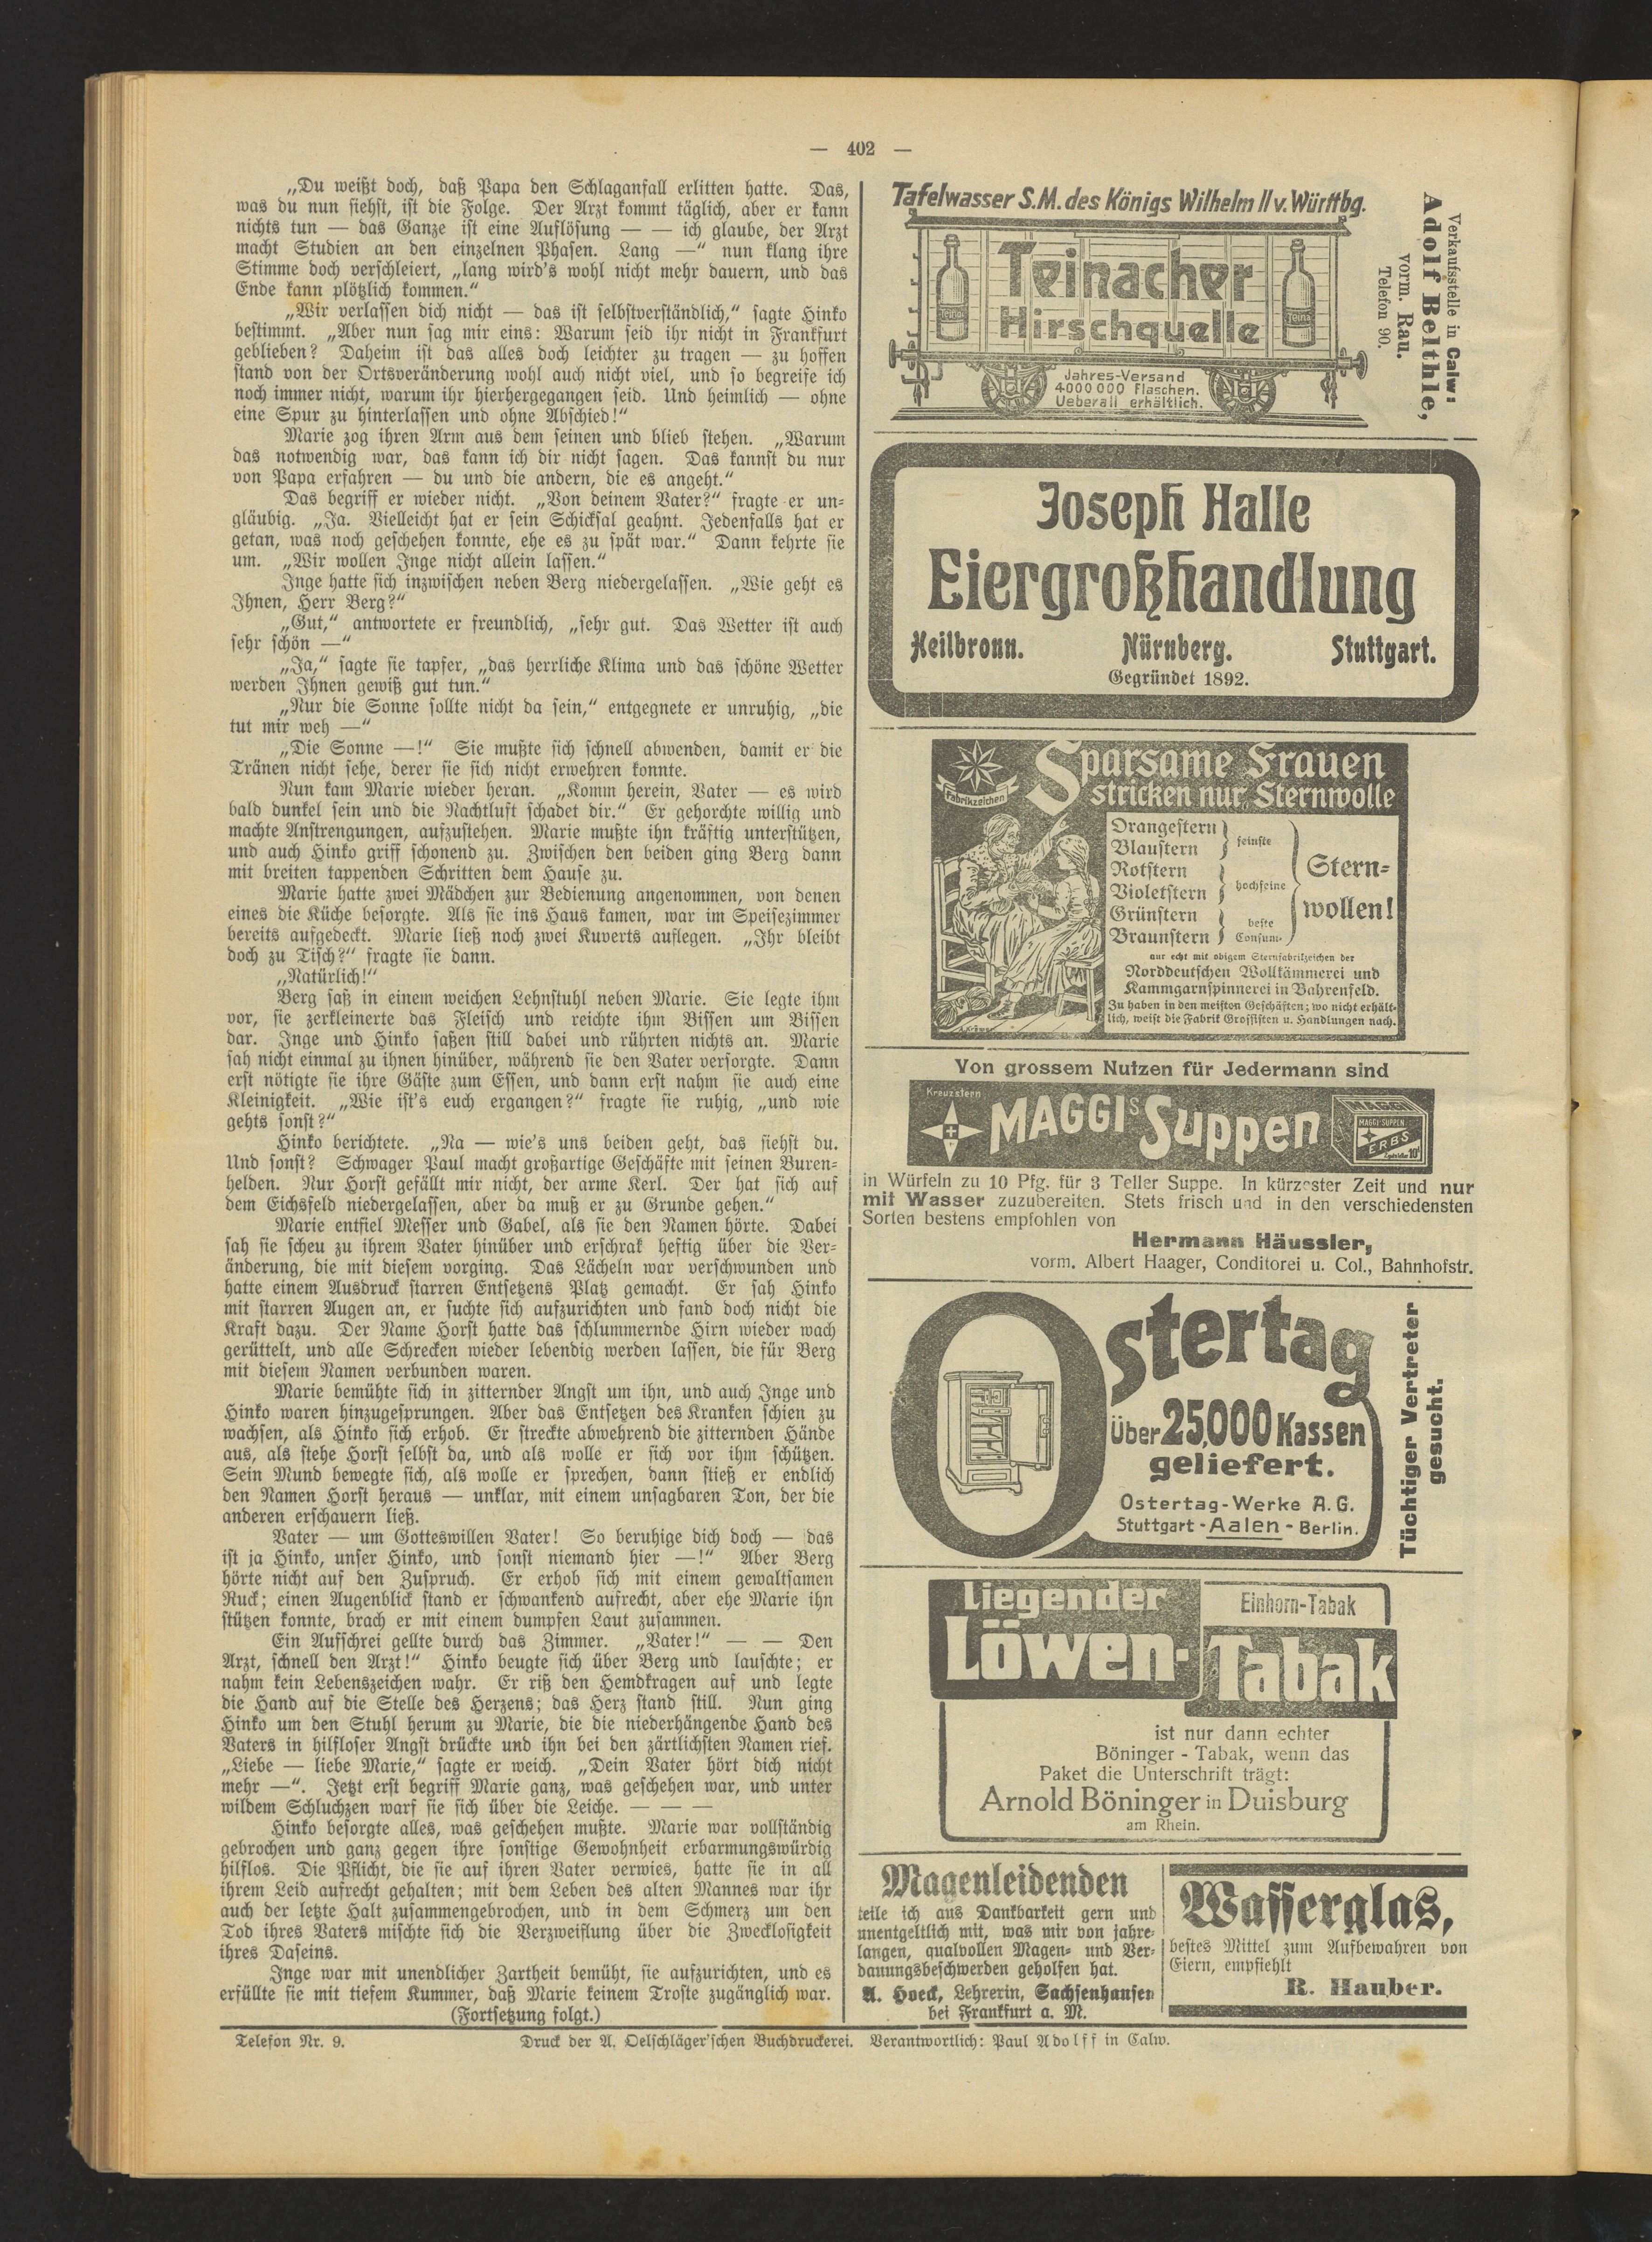 — 402 —
„Du weißt doch, daß Papa den Schlaganfall erlitten hatte. Das,
was du nun siehst, ist die Folge. Der Arzt kommt täglich, aber er kann
nichts tun — das Ganze ist eine Auflösung — — ich glaube, der Arzt
macht Studien an den einzelnen Phasen. Lang —“ nun klang ihre
Stimme doch verschleiert, „lang wird's wohl nicht mehr dauern, und das
Ende kann plötzlich kommen.“
„Wir verlassen dich nicht — das ist selbstverständlich,“ sagte Hinko
bestimmt. „Aber nun sag mir eins: Warum seid ihr nicht in Frankfurt
geblieben? Daheim ist das alles doch leichter zu tragen — zu hoffen
stand von der Ortsveränderung wohl auch nicht viel, und so begreife ich
noch immer nicht, warum ihr hierhergegangen seid. Und heimlich — ohne
eine Spur zu hinterlassen und ohne Abschied!“
Marie zog ihren Arm aus dem seinen und blieb stehen. „Warum
das notwendig war, das kann ich dir nicht sagen. Das kannst du nur
von Papa erfahren — du und die andern, die es angeht.“
Das begriff er wieder nicht. „Von deinem Vater?“ fragte er un-
gläubig. „Ja. Vielleicht hat er sein Schicksal geahnt. Jedenfalls hat er
getan, was noch geschehen konnte, ehe es zu spät war.“ Dann kehrte sie
um. „Wir wollen Inge nicht allein lassen.“
Inge hatte sich inzwischen neben Berg niedergelassen. „Wie geht es
Ihnen, Herr Berg?“
„Gut,“ antwortete er freundlich, „sehr gut. Das Wetter ist auch
sehr schön —“
„Ja,“ sagte sie tapfer, „das herrliche Klima und das schöne Wetter
werden Ihnen gewiß gut tun.“
„Nur die Sonne sollte nicht da sein,“ entgegnete er unruhig, „die
tut mir weh —“
„Die Sonne —!“ Sie mußte sich schnell abwenden, damit er die
Tränen nicht sehe, derer sie sich nicht erwehren konnte.
Nun kam Marie wieder heran. „Komm herein, Vater — es wird
bald dunkel sein und die Nachtluft schadet dir.“ Er gehorchte willig und
machte Anstrengungen, aufzustehen. Marie mußte ihn kräftig unterstützen,
und auch Hinko griff schonend zu. Zwischen den beiden ging Berg dann
mit breiten tappenden Schritten dem Hause zu.
Marie hatte zwei Mädchen zur Bedienung angenommen, von denen
eines die Küche besorgte. Als sie ins Haus kamen, war im Speisezimmer
bereits aufgedeckt. Marie ließ noch zwei Kuverts auflegen. „Ihr bleibt
doch zu Tisch?“ fragte sie dann.
„Natürlich!“
Berg saß in einem weichen Lehnstuhl neben Marie. Sie legte ihm
vor, sie zerkleinerte das Fleisch und reichte ihm Bissen um Bissen
dar. Inge und Hinko saßen still dabei und rührten nichts an. Marie
sah nicht einmal zu ihnen hinüber, während sie den Vater versorgte. Dann
erst nötigte sie ihre Gäste zum Essen, und dann erst nahm sie auch eine
Kleinigkeit. „Wie ist's euch ergangen?“ fragte sie ruhig, „und wie
gehts sonst?“
Hinko berichtete. „Na — wie's uns beiden geht, das siehst du.
Und sonst? Schwager Paul macht großartige Geschäfte mit seinen Buren-
helden. Nur Horst gefällt mir nicht, der arme Kerl. Der hat sich auf
dem Eichsfeld niedergelassen, aber da muß er zu Grunde gehen.“
Marie entfiel Messer und Gabel, als sie den Namen hörte. Dabei
sah sie scheu zu ihrem Vater hinüber und erschrak heftig über die Ver-
änderung, die mit diesem vorging. Das Lächeln war verschwunden und
hatte einem Ausdruck starren Entsetzens Platz gemacht. Er sah Hinko
mit starren Augen an, er suchte sich aufzurichten und fand doch nicht die
Kraft dazu. Der Name Horst hatte das schlummernde Hirn wieder wach
gerüttelt, und alle Schrecken wieder lebendig werden lassen, die für Berg
mit diesem Namen verbunden waren.
Marie bemühte sich in zitternder Angst um ihn, und auch Inge und
Hinko waren hinzugesprungen. Aber das Entsetzen des Kranken schien zu
wachsen, als Hinko sich erhob. Er streckte abwehrend die zitternden Hände
aus, als stehe Horst selbst da, und als wolle er sich vor ihm schützen.
Sein Mund bewegte sich, als wolle er sprechen, dann stieß er endlich
den Namen Horst heraus — unklar, mit einem unsagbaren Ton, der die
anderen erschauern ließ.
Vater — um Gotteswillen Vater! So beruhige dich doch — das
ist ja Hinko, unser Hinko, und sonst niemand hier —!“ Aber Berg
hörte nicht auf den Zuspruch. Er erhob sich mit einem gewaltsamen
Ruck; einen Augenblick stand er schwankend aufrecht, aber ehe Marie ihn
stützen konnte, brach er mit einem dumpfen Laut zusammen.
Ein Aufschrei gellte durch das Zimmer. „Vater!“ — — Den
Arzt, schnell den Arzt!“ Hinko beugte sich über Berg und lauschte; er
nahm kein Lebenszeichen wahr. Er riß den Hemdkragen auf und legte
die Hand auf die Stelle des Herzens; das Herz stand still. Nun ging
Hinko um den Stuhl herum zu Marie, die die niederhängende Hand des
Vaters in hilfloser Angst drückte und ihn bei den zärtlichsten Namen rief.
„Liebe — liebe Marie,“ sagte er weich. „Dein Vater hört dich nicht
mehr —“. Jetzt erst begriff Marie ganz, was geschehen war, und unter
wildem Schluchzen warf sie sich über die Leiche. — — —
Hinko besorgte alles, was geschehen mußte. Marie war vollständig
gebrochen und ganz gegen ihre sonstige Gewohnheit erbarmungswürdig
hilflos. Die Pflicht, die sie auf ihren Vater verwies, hatte sie in all
ihrem Leid aufrecht gehalten; mit dem Leben des alten Mannes war ihr
auch der letzte Halt zusammengebrochen, und in dem Schmerz um den
Tod ihres Vaters mischte sich die Verzweiflung über die Zwecklosigkeit
ihres Daseins.
Inge war mit unendlicher Zartheit bemüht, sie aufzurichten, und es
erfüllte sie mit tiefem Kummer, daß Marie keinem Troste zugänglich war.
(Fortsetzung folgt.)
Tafelwasser S. M. des Königs Wilhelm II v. Württbg.
Teinacher
Hirschquelle
Jahres-Versand
4000000 Flaschen.
Ueberall erhältlich.
Verkaufsstelle in Calw:
Adolf Belthle,
vorm. Rau.
Telefon 90.
Joseph Halle
Eiergroßhandlung
Heilbronn. Nürnberg. Stuttgart.
Gegründet 1892.
Sparsame Frauen
stricken nur Sternwolle
Fabrikzeichen
Orangestern
Blaustern
feinste
Rotstern
Violetstern
hochfeine
Grünstern
Braunstern
beste
Consum-
Stern-
wollen!
nur echt mit obigem Sternfabrikzeichen der
Norddeutschen Wollkämmerei und
Kammgarnspinnerei in Bahrenfeld.
Zu haben in den meisten Geschäften; wo nicht erhält-
lich, weist die Fabrik Grossisten u. Handlungen nach.
Von grossem Nutzen für Jedermann sind
Kreuzstern
MAGGIs Suppen
MAGGI
MAGGI-SUPPEN
ERBS
in Würfeln zu 10 Pfg. für 3 Teller Suppe. In kürzester Zeit und nur
mit Wasser zuzubereiten. Stets frisch und in den verschiedensten
Sorten bestens empfohlen von
Hermann Häussler,
vorm. Albert Haager, Conditorei u. Col., Bahnhofstr.
Ostertag
Über 25,000 Kassen
geliefert.
Ostertag-Werke A.G.
Stuttgart - Aalen - Berlin.
Tüchtiger Vertreter
gesucht.
Liegender
Löwen-
Einhorn-Tabak
Tabak
ist nur dann echter
Böninger - Tabak, wenn das
Paket die Unterschrift trägt:
Arnold Böninger in Duisburg
am Rhein.
Magenleidenden
teile ich aus Dankbarkeit gern und
unentgeltlich mit, was mir von jahre-
langen, qualvollen Magen- und Ver-
dauungsbeschwerden geholfen hat.
A. Hoeck, Lehrerin, Sachsenhausen
bei Frankfurt a. M.
Wasserglas,
bestes Mittel zum Aufbewahren von
Eiern, empfiehlt
R. Hauber.
Telefon Nr. 9. Druck der A. Oelschläger'schen Buchdruckerei. Verantwortlich: Paul Adolff in Calw.